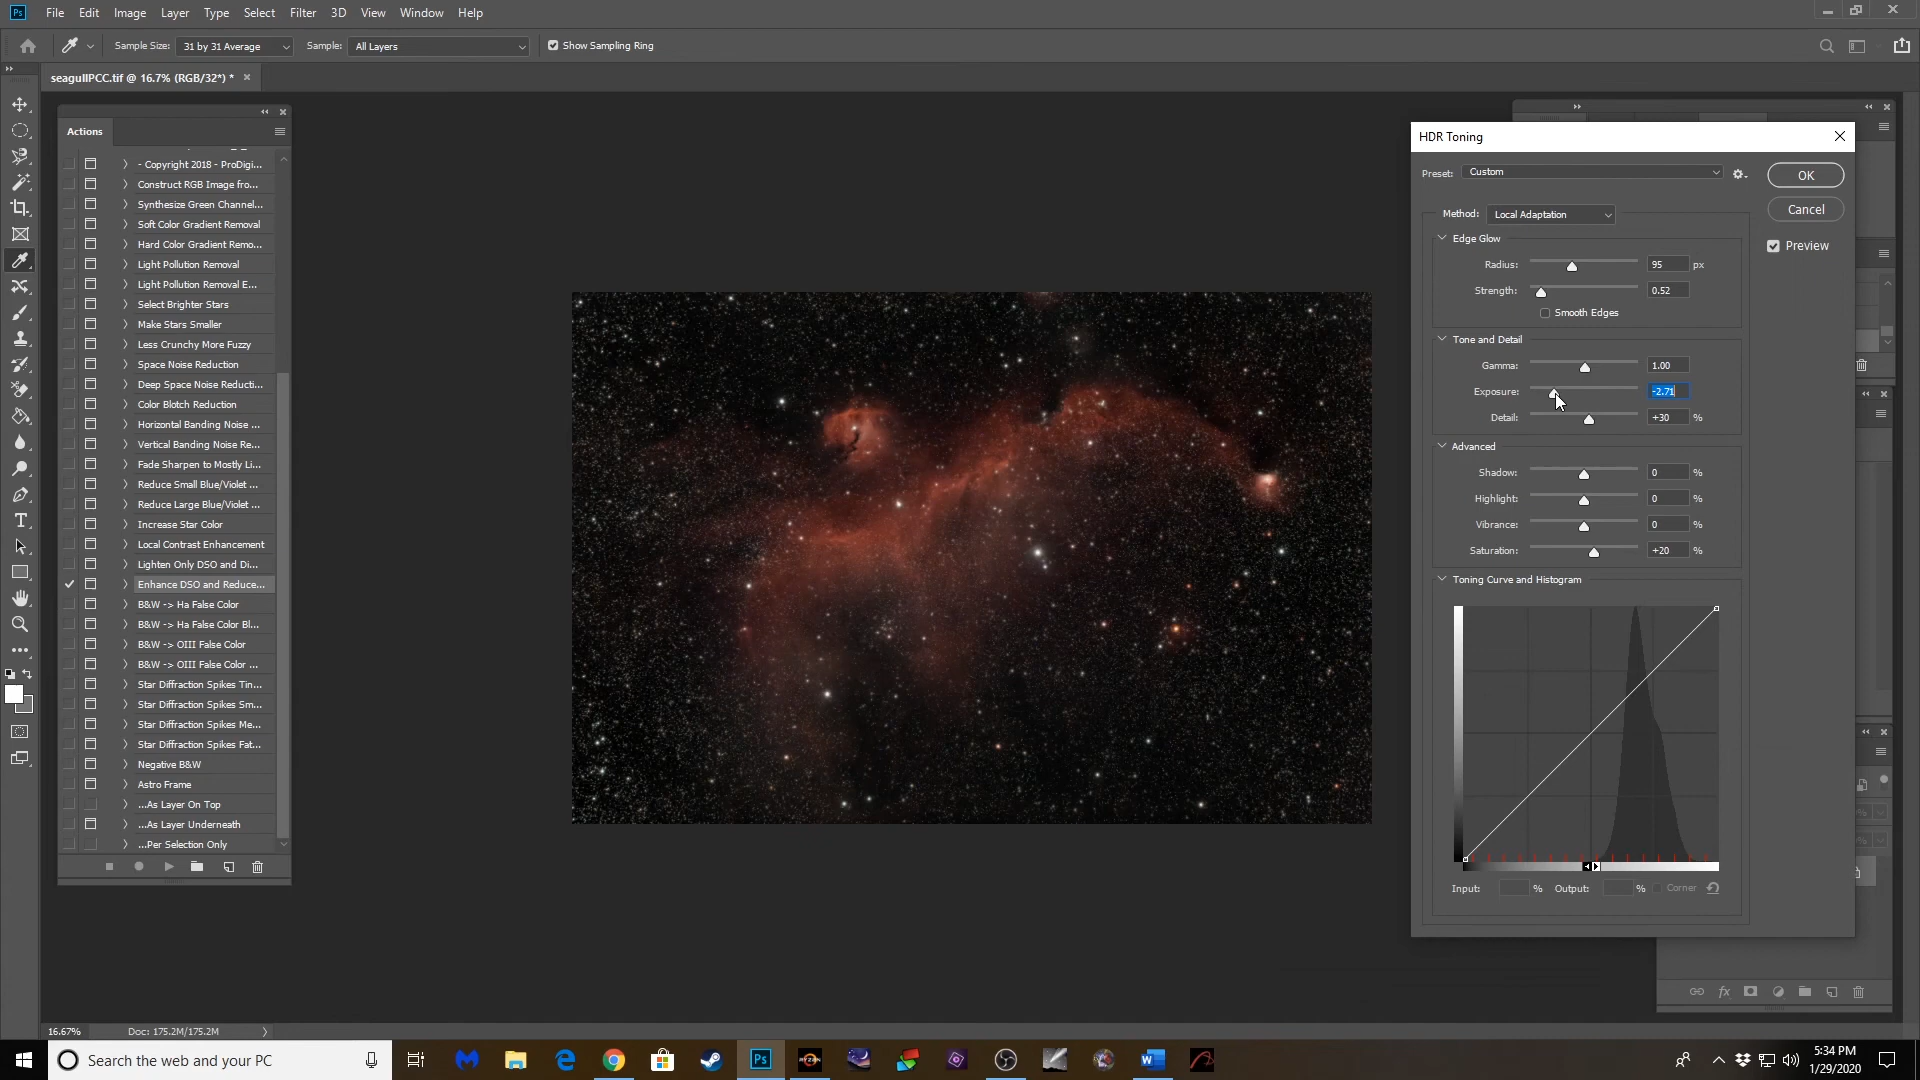 Ps File Edit Image Layer Type Select Filter 3D View Window Help
Sample Size: 31 by 31 Average Sample: All Layers Show Sampling Ring
seagullPCC.tif @ 16.7% (RGB/32*) *
Actions
- Copyright 2018 - ProDigi...
Construct RGB Image fro...
Synthesize Green Channel...
Soft Color Gradient Removal
Hard Color Gradient Remo...
Light Pollution Removal
Light Pollution Removal E...
Select Brighter Stars
Make Stars Smaller
Less Crunchy More Fuzzy
Space Noise Reduction
Deep Space Noise Reducti...
Color Blotch Reduction
Horizontal Banding Noise ...
Vertical Banding Noise Re...
Fade Sharpen to Mostly Li...
Reduce Small Blue/Violet ...
Reduce Large Blue/Violet ...
Increase Star Color
Local Contrast Enhancement
Lighten Only DSO and Di...
Enhance DSO and Reduce...
B&W -> Ha False Color
B&W -> Ha False Color Bl...
B&W -> OIII False Color
B&W -> OIII False Color ...
Star Diffraction Spikes Tin...
Star Diffraction Spikes Sm...
Star Diffraction Spikes Me...
Star Diffraction Spikes Fat...
Negative B&W
Astro Frame
...As Layer On Top
...As Layer Underneath
...Per Selection Only
HDR Toning
Preset: Custom OK
Cancel
Preview
Method: Local Adaptation
Edge Glow
Radius: 95 px
Strength: 0.52
Smooth Edges
Tone and Detail
Gamma: 1.00
Exposure: -2.71
Detail: +30 %
Advanced
Shadow: 0 %
Highlight: 0 %
Vibrance: 0 %
Saturation: +20 %
Toning Curve and Histogram
Input: % Output: % Corner
fx
16.67% Doc: 175.2M/175.2M
Search the web and your PC
Ps
RYZEN
W
5:34 PM
1/29/2020